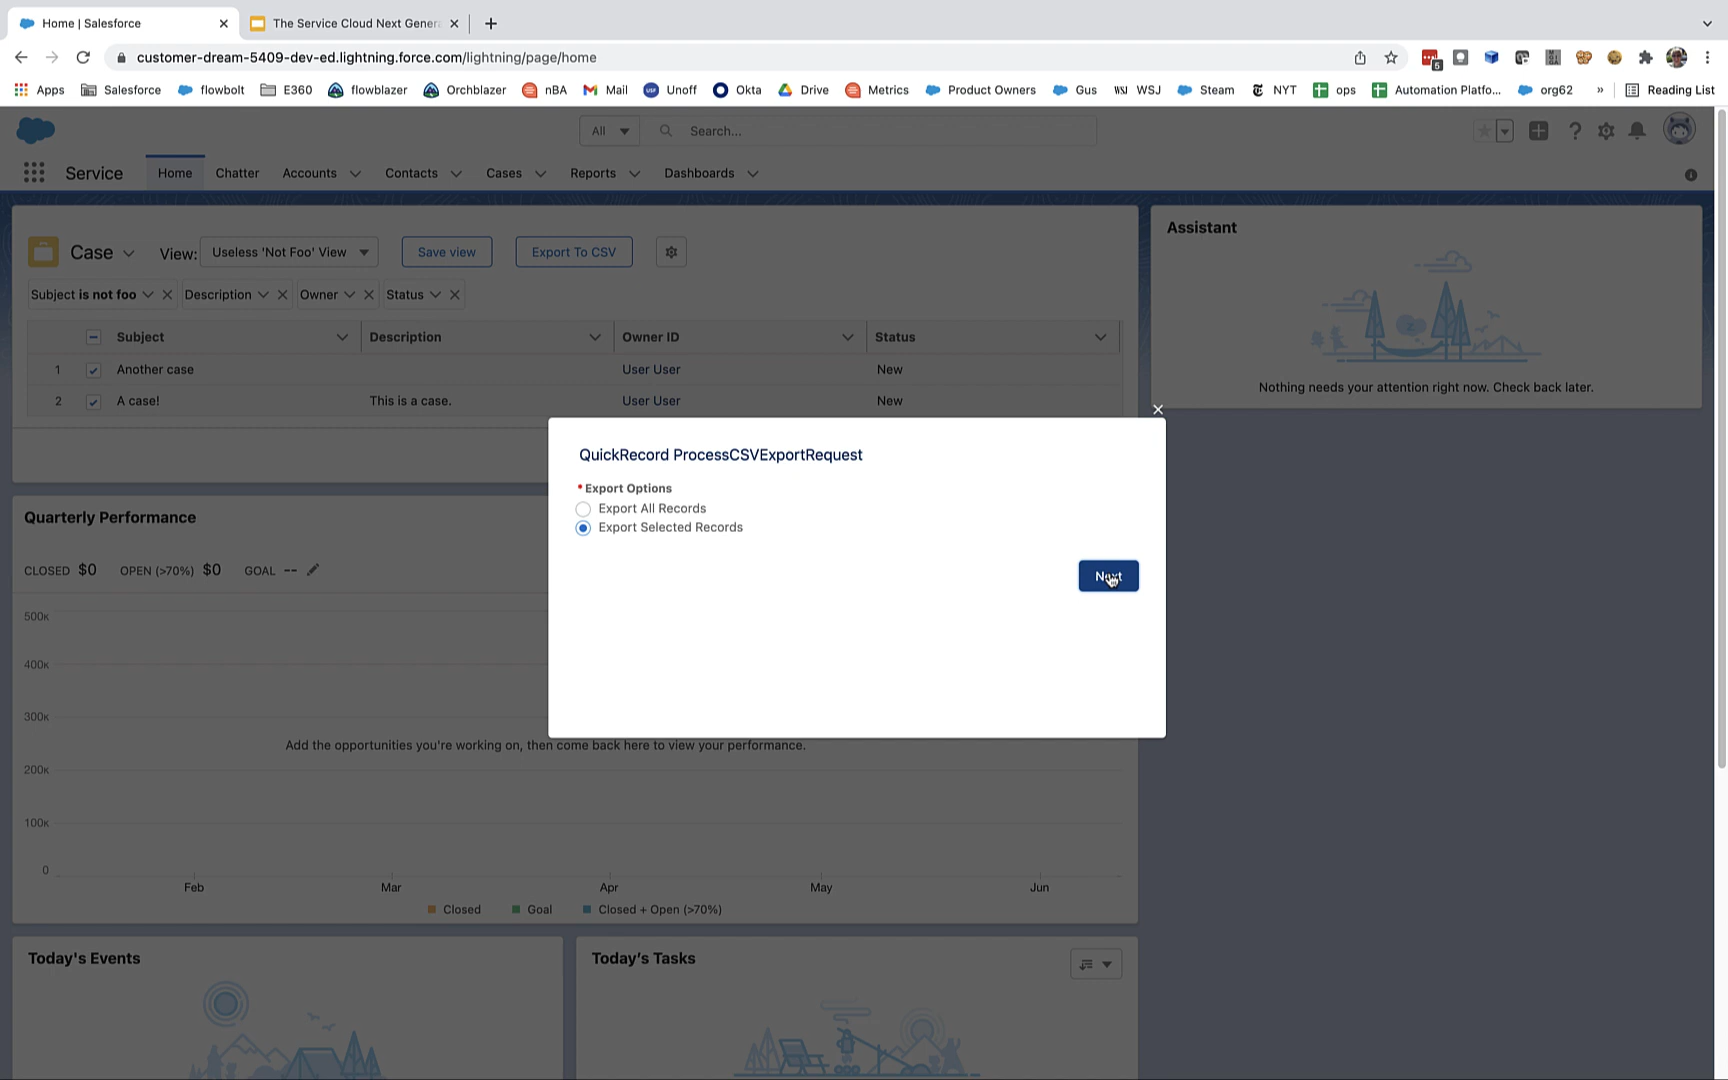 Home | Salesforce
The Service Cloud Next Gener
customer-dream-5409-dev-ed.lightning.force.com/lightning/page/home
5
Apps Salesforce flowbolt E360 flowblazer Orchblazer nBA Mail Unoff Okta Drive Metrics Product Owners Gus WSJ Steam NYT ops Automation Platfo... org62 » Reading List
All Search...
Service Home Chatter Accounts Contacts Cases Reports Dashboards
Case View: Useless 'Not Foo' View Save view Export To CSV
Subject is not foo Description Owner Status
Subject Description Owner ID Status
1 Another case User User New
2 A case! This is a case. User User New
Assistant
Nothing needs your attention right now. Check back later.
QuickRecord ProcessCSVExportRequest
*Export Options
Export All Records
Export Selected Records
Quarterly Performance
CLOSED $0 OPEN (>70%) $0 GOAL --
500K
400K
300K
200K
100K
0
Add the opportunities you're working on, then come back here to view your performance.
Feb Mar Apr May Jun
Closed Goal Closed + Open (>70%)
Today's Events
Today's Tasks